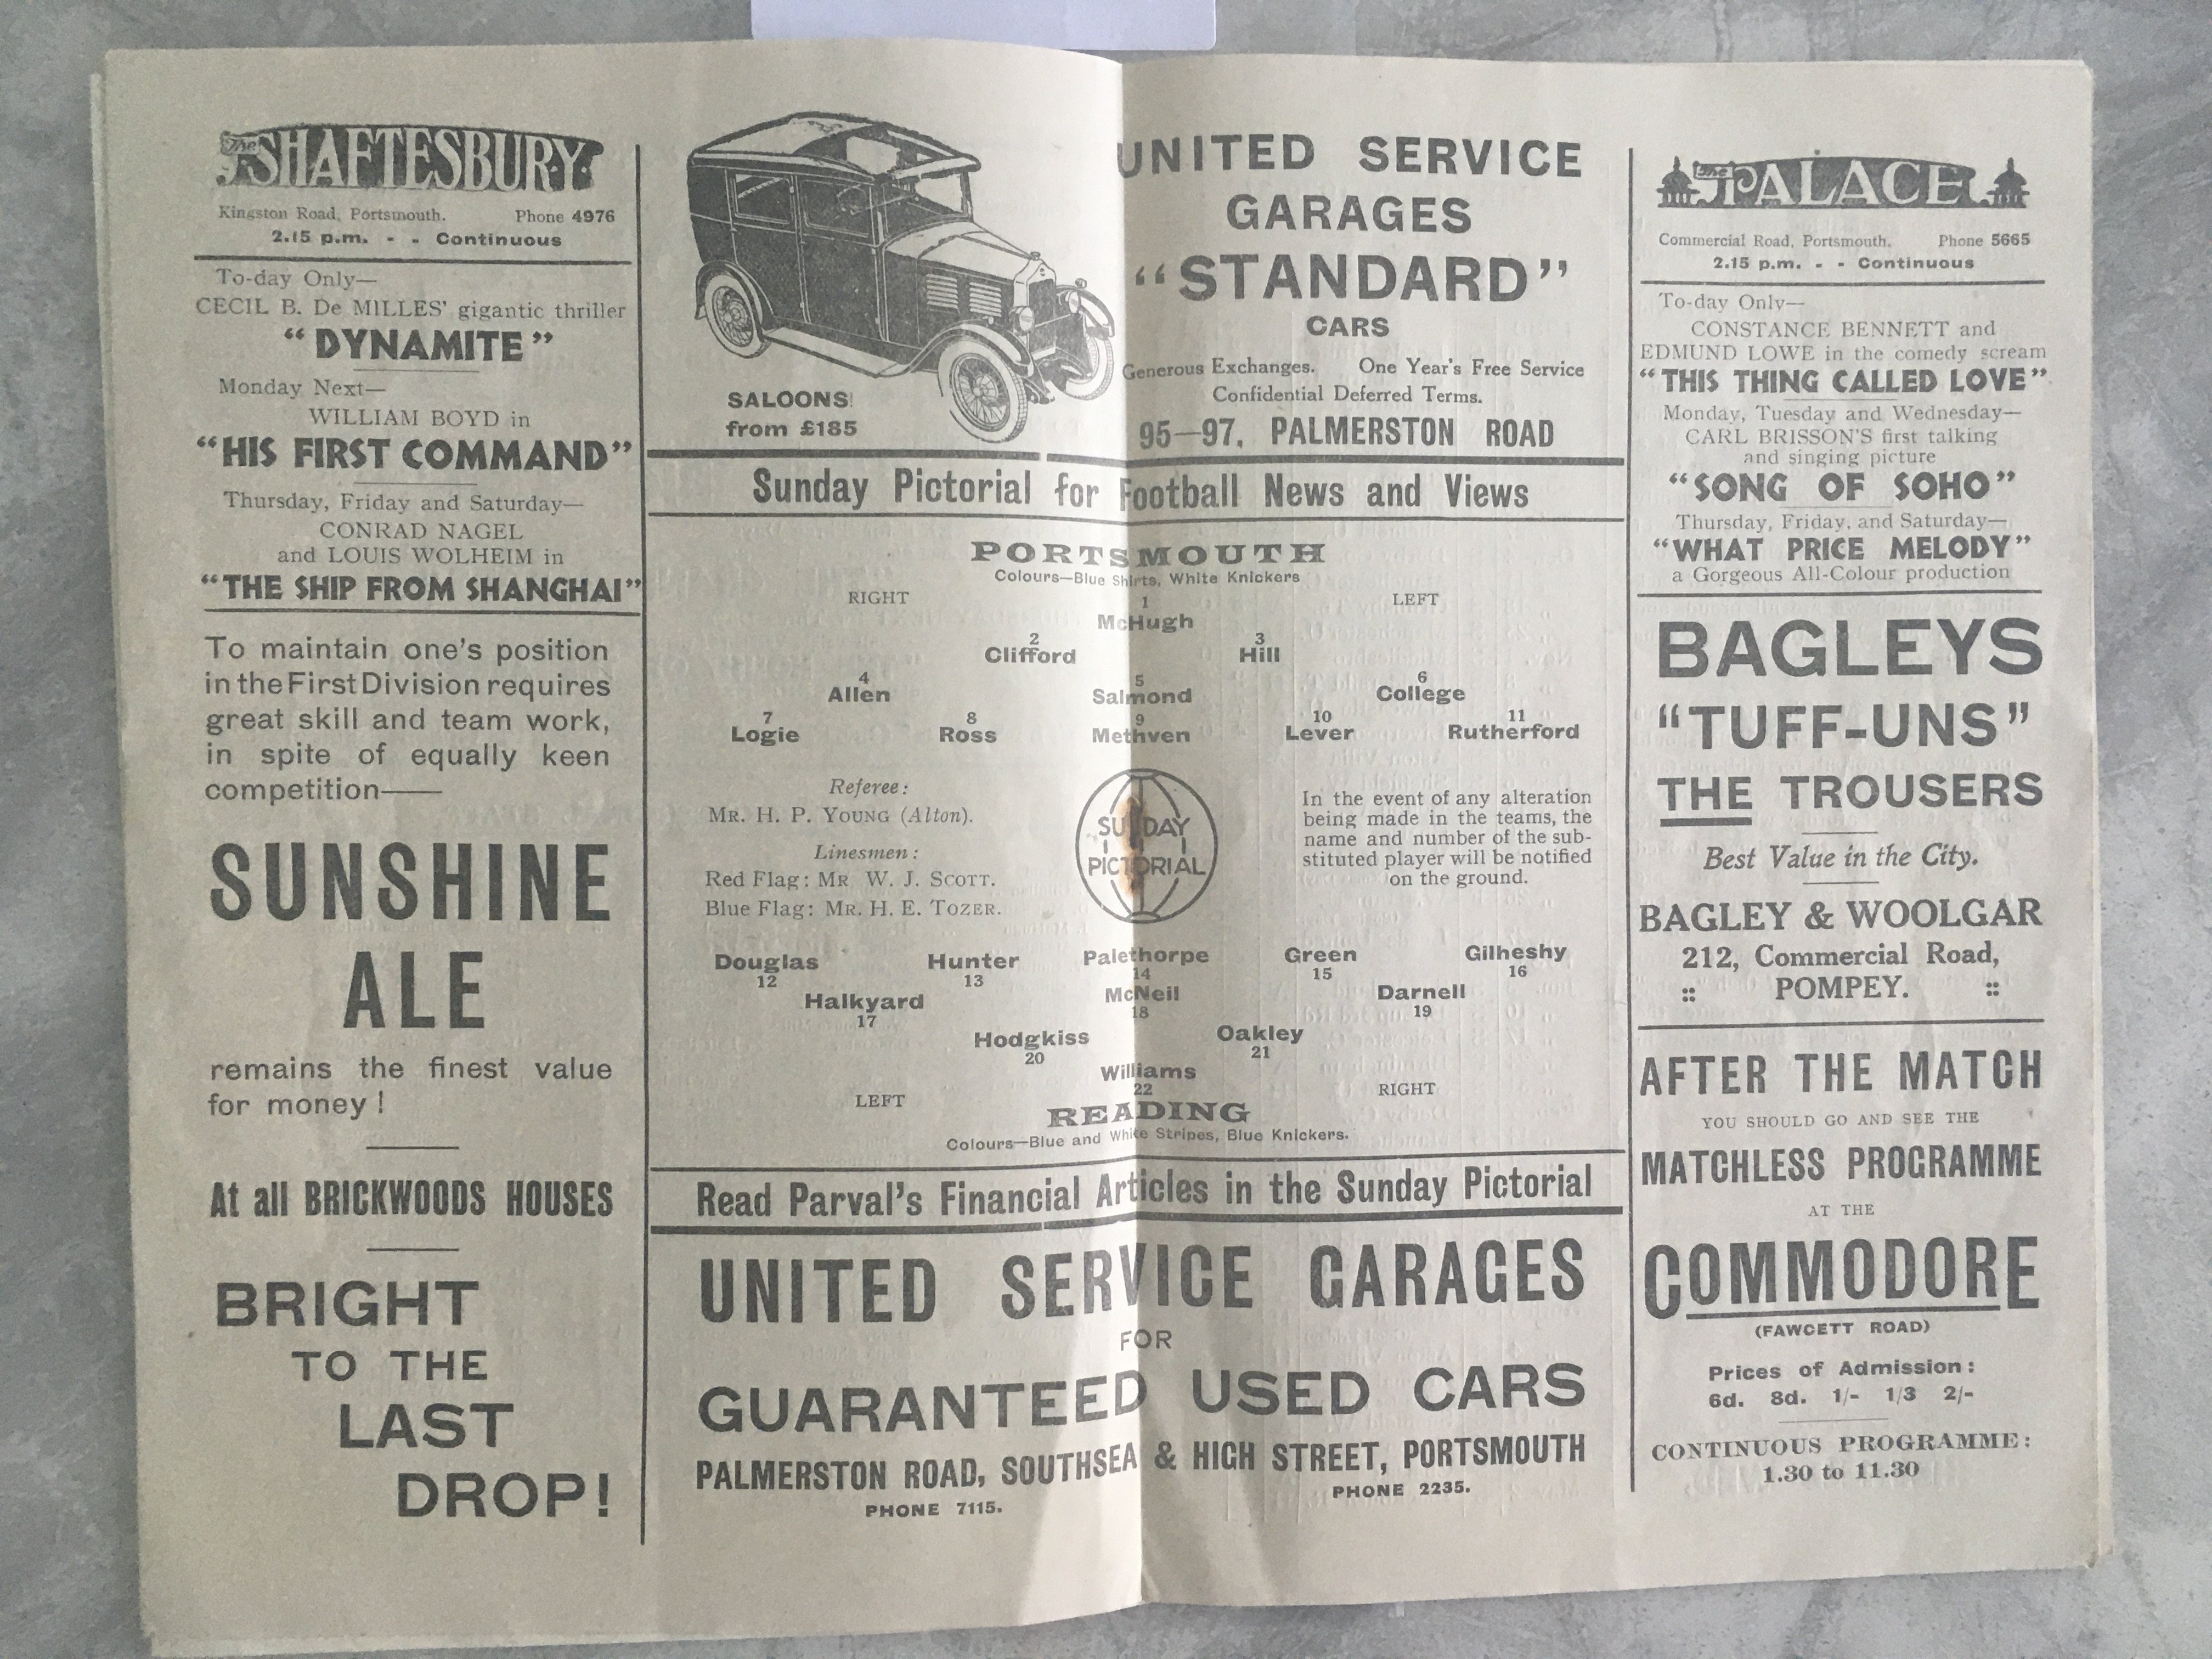 The SHAFTESBURY
Kingston Road, Portsmouth. Phone 4976
2.15 p.m. - - Continuous
To-day Only—
CECIL B. De MILLES' gigantic thriller
"DYNAMITE"
Monday Next—
WILLIAM BOYD in
"HIS FIRST COMMAND"
Thursday, Friday and Saturday—
CONRAD NAGEL
and LOUIS WOLHEIM in
"THE SHIP FROM SHANGHAI"
To maintain one's position
in the First Division requires
great skill and team work,
in spite of equally keen
competition——
SUNSHINE
ALE
remains the finest value
for money!
At all BRICKWOODS HOUSES
BRIGHT
TO THE
LAST
DROP!
SALOONS
from £185
UNITED SERVICE
GARAGES
"STANDARD"
CARS
Generous Exchanges. One Year's Free Service
Confidential Deferred Terms.
95—97, PALMERSTON ROAD
Sunday Pictorial for Football News and Views
PORTSMOUTH
Colours—Blue Shirts, White Knickers
RIGHT LEFT
1
McHugh
2 3
Clifford Hill
4 5 6
Allen Salmond College
7 8 9 10 11
Logie Ross Methven Lever Rutherford
Referee:
MR. H. P. YOUNG (Alton).
Linesmen:
Red Flag: MR W. J. SCOTT.
Blue Flag: MR. H. E. TOZER.
SUNDAY
PICTORIAL
In the event of any alteration
being made in the teams, the
name and number of the sub-
stituted player will be notified
on the ground.
Douglas Hunter Palethorpe Green Gilheshy
12 13 14 15 16
Halkyard McNeil Darnell
17 18 19
Hodgkiss Oakley
20 21
Williams
22
LEFT RIGHT
READING
Colours—Blue and White Stripes, Blue Knickers.
Read Parval's Financial Articles in the Sunday Pictorial
UNITED SERVICE GARAGES
FOR
GUARANTEED USED CARS
PALMERSTON ROAD, SOUTHSEA & HIGH STREET, PORTSMOUTH
PHONE 7115. PHONE 2235.
The PALACE
Commercial Road, Portsmouth. Phone 5665
2.15 p.m. - - Continuous
To-day Only—
CONSTANCE BENNETT and
EDMUND LOWE in the comedy scream
"THIS THING CALLED LOVE"
Monday, Tuesday and Wednesday—
CARL BRISSON'S first talking
and singing picture
"SONG OF SOHO"
Thursday, Friday, and Saturday—
"WHAT PRICE MELODY"
a Gorgeous All-Colour production
BAGLEYS
"TUFF-UNS"
THE TROUSERS
Best Value in the City.
BAGLEY & WOOLGAR
212, Commercial Road,
:: POMPEY. ::
AFTER THE MATCH
YOU SHOULD GO AND SEE THE
MATCHLESS PROGRAMME
AT THE
COMMODORE
(FAWCETT ROAD)
Prices of Admission:
6d. 8d. 1/- 1/3 2/-
CONTINUOUS PROGRAMME:
1.30 to 11.30